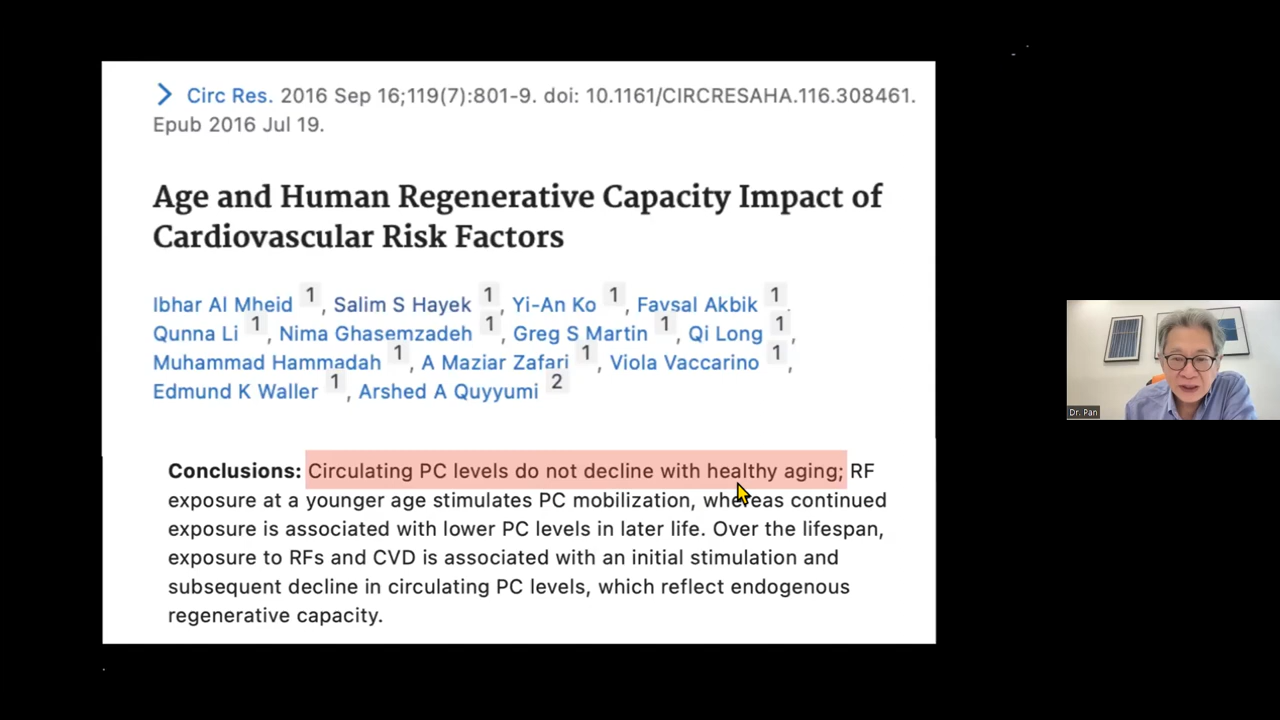 Circ Res. 2016 Sep 16;119(7):801-9. doi: 10.1161/CIRCRESAHA.116.308461.
Epub 2016 Jul 19.
Age and Human Regenerative Capacity Impact of
Cardiovascular Risk Factors
Ibhar Al Mheid 1, Salim S Hayek 1, Yi-An Ko 1, Faysal Akbik 1,
Qunna Li 1, Nima Ghasemzadeh 1, Greg S Martin 1, Qi Long 1,
Muhammad Hammadah 1, A Maziar Zafari 1, Viola Vaccarino 1,
Edmund K Waller 1, Arshed A Quyyumi 2
Conclusions: Circulating PC levels do not decline with healthy aging; RF
exposure at a younger age stimulates PC mobilization, whereas continued
exposure is associated with lower PC levels in later life. Over the lifespan,
exposure to RFs and CVD is associated with an initial stimulation and
subsequent decline in circulating PC levels, which reflect endogenous
regenerative capacity.
Dr. Pan